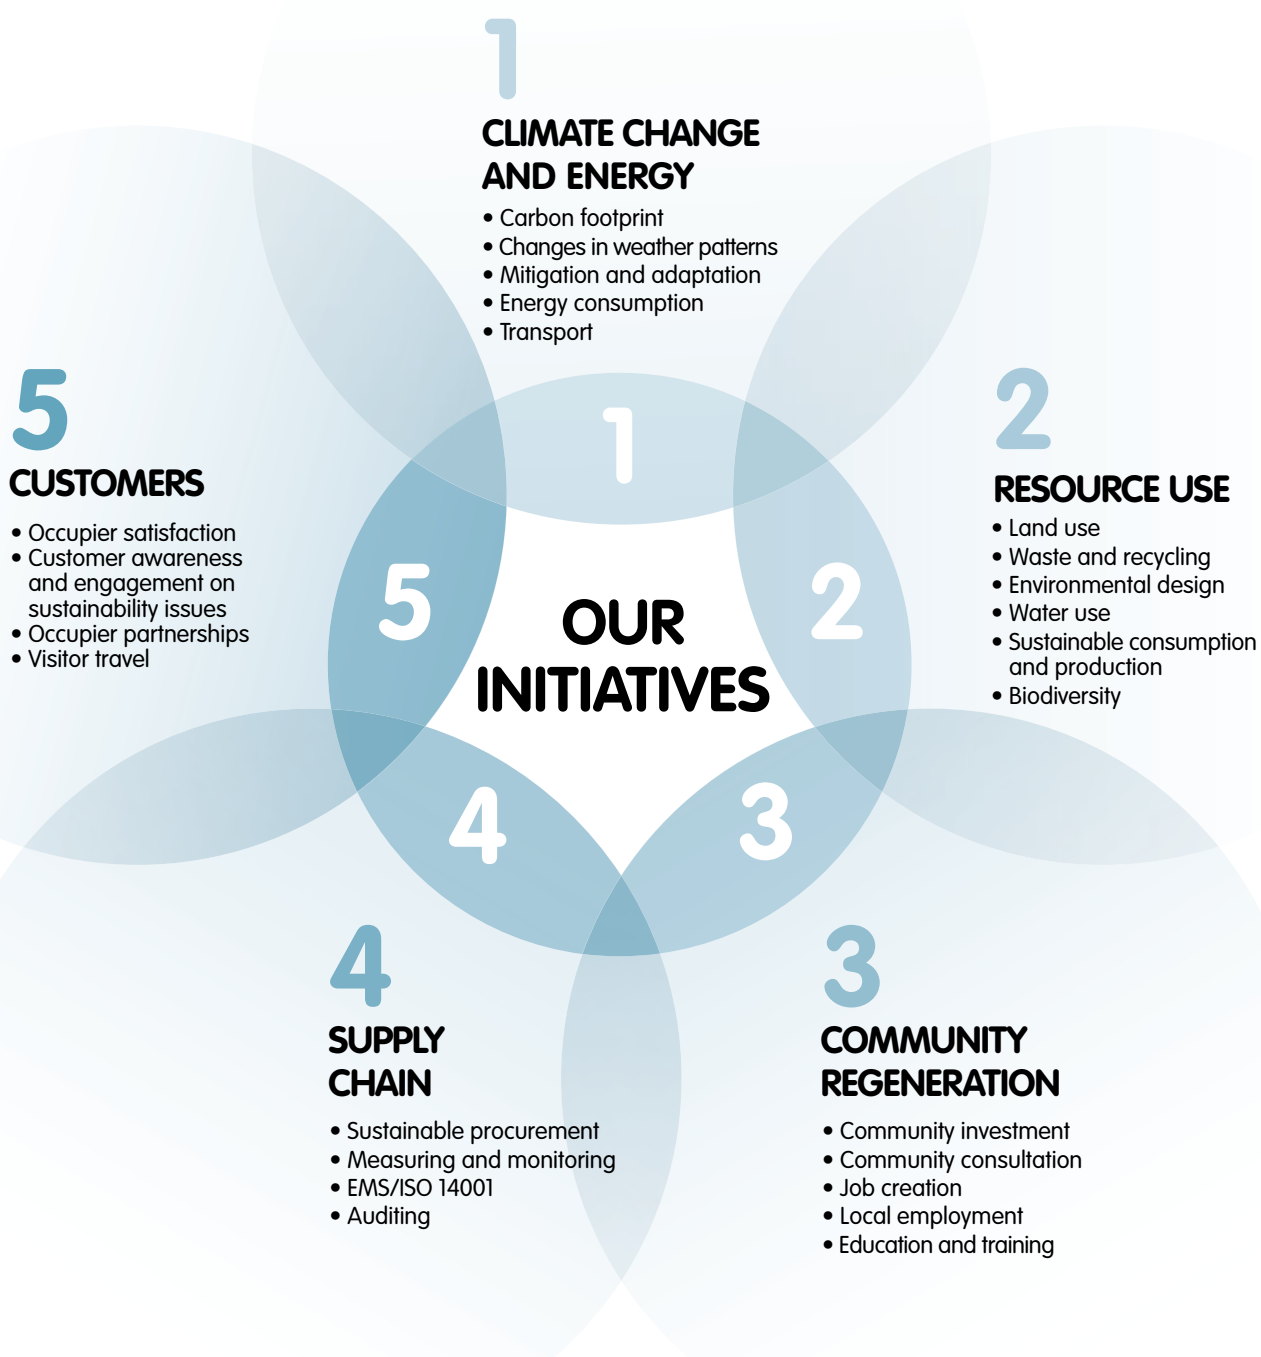 1
CLIMATE CHANGE
AND ENERGY
• Carbon footprint
• Changes in weather patterns
• Mitigation and adaptation
• Energy consumption
• Transport
2
RESOURCE USE
• Land use
• Waste and recycling
• Environmental design
• Water use
• Sustainable consumption
and production
• Biodiversity
3
COMMUNITY
REGENERATION
• Community investment
• Community consultation
• Job creation
• Local employment
• Education and training
4
SUPPLY
CHAIN
• Sustainable procurement
• Measuring and monitoring
• EMS/ISO 14001
• Auditing
5
CUSTOMERS
• Occupier satisfaction
• Customer awareness
and engagement on
sustainability issues
• Occupier partnerships
• Visitor travel
1
2
3
4
5
OUR
INITIATIVES